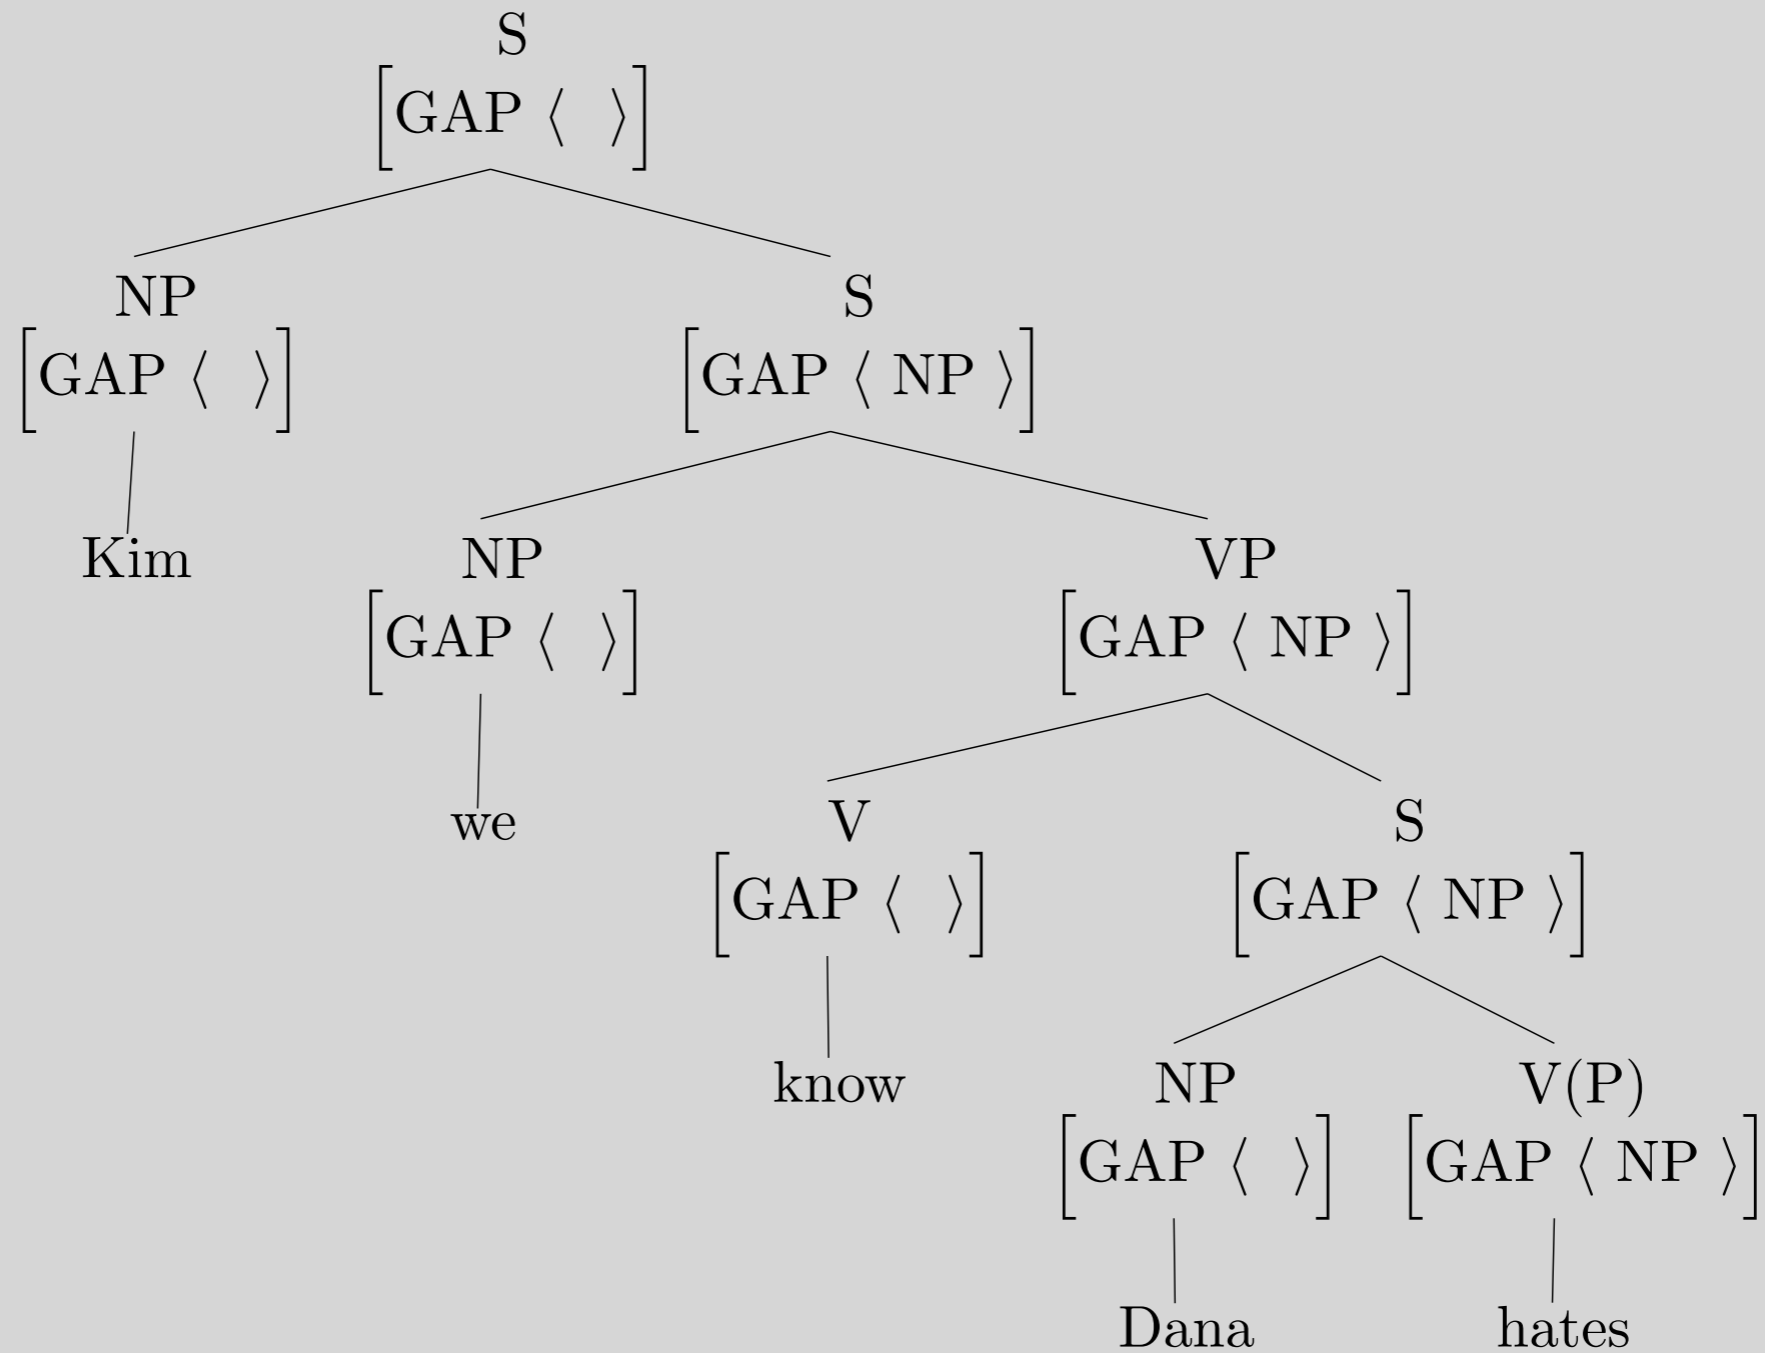 S
[GAP ⟨ ⟩]
NP S
[GAP ⟨ ⟩] [GAP ⟨ NP ⟩]
Kim NP VP
[GAP ⟨ ⟩] [GAP ⟨ NP ⟩]
we V S
[GAP ⟨ ⟩] [GAP ⟨ NP ⟩]
know NP V(P)
[GAP ⟨ ⟩] [GAP ⟨ NP ⟩]
Dana hates